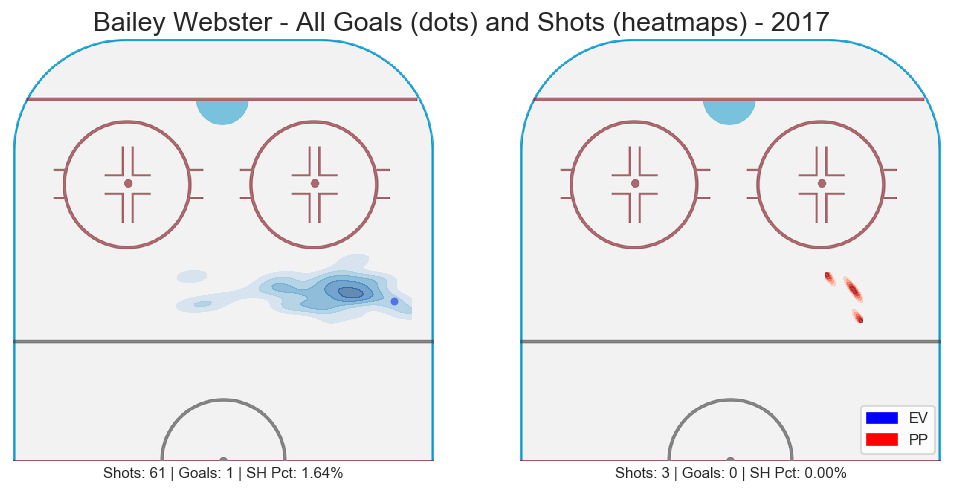 Bailey Webster - All Goals (dots) and Shots (heatmaps) - 2017
EV
PP
Shots: 61 | Goals: 1 | SH Pct: 1.64%
Shots: 3 | Goals: 0 | SH Pct: 0.00%